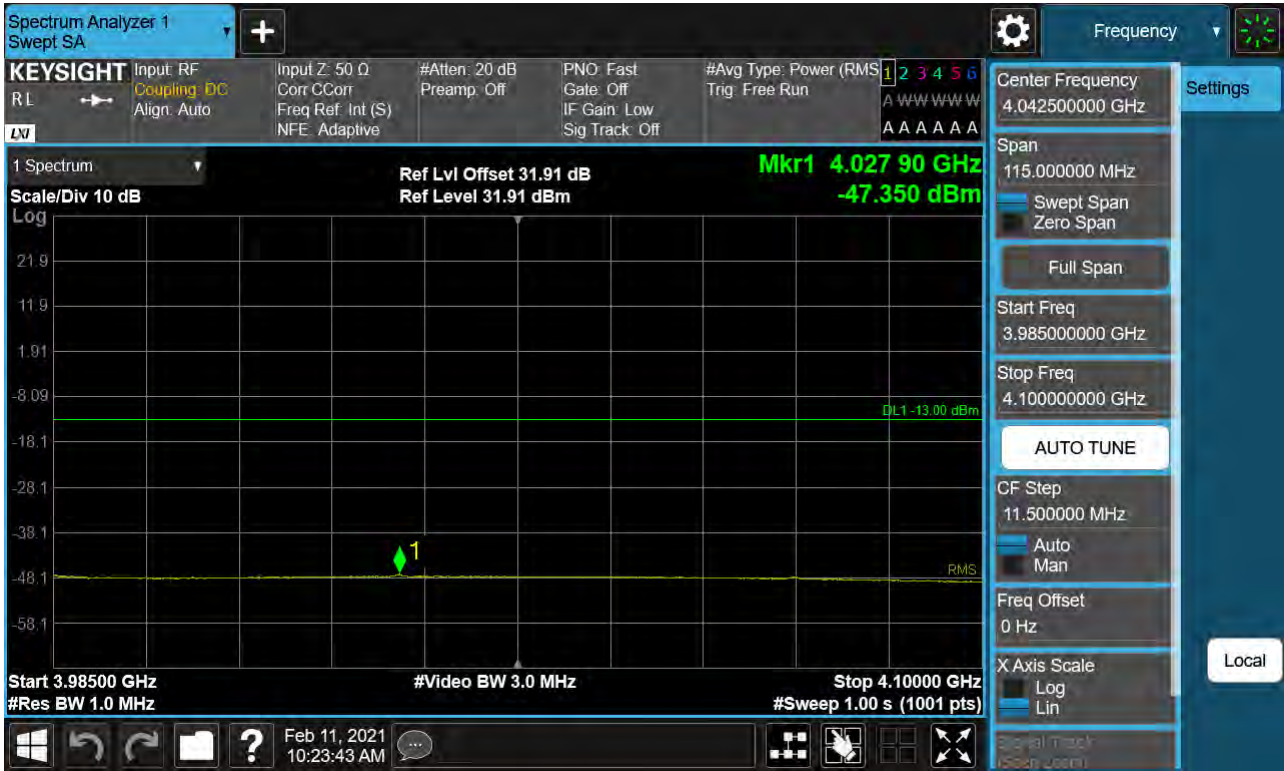 Spectrum Analyzer 1
Swept SA
Frequency
KEYSIGHT
RL
LXI
Input: RF
Coupling: DC
Align: Auto
Input Z: 50 Ω
Corr CCorr
Freq Ref: Int (S)
NFE: Adaptive
#Atten: 20 dB
Preamp: Off
PNO: Fast
Gate: Off
IF Gain: Low
Sig Track: Off
#Avg Type: Power (RMS
Trig: Free Run
1 2 3 4 5 6
A W W W W W
A A A A A A
1 Spectrum
Scale/Div 10 dB
Log
Ref Lvl Offset 31.91 dB
Ref Level 31.91 dBm
Mkr1 4.027 90 GHz
-47.350 dBm
21.9
11.9
1.91
-8.09
DL1 -13.00 dBm
-18.1
-28.1
-38.1
1
-48.1
RMS
-58.1
Start 3.98500 GHz
#Res BW 1.0 MHz
#Video BW 3.0 MHz
Stop 4.10000 GHz
#Sweep 1.00 s (1001 pts)
Center Frequency
4.042500000 GHz
Settings
Span
115.000000 MHz
Swept Span
Zero Span
Full Span
Start Freq
3.985000000 GHz
Stop Freq
4.100000000 GHz
AUTO TUNE
CF Step
11.500000 MHz
Auto
Man
Freq Offset
0 Hz
X Axis Scale
Log
Lin
Signal Track
(Span Zoom)
Local
?
Feb 11, 2021
10:23:43 AM